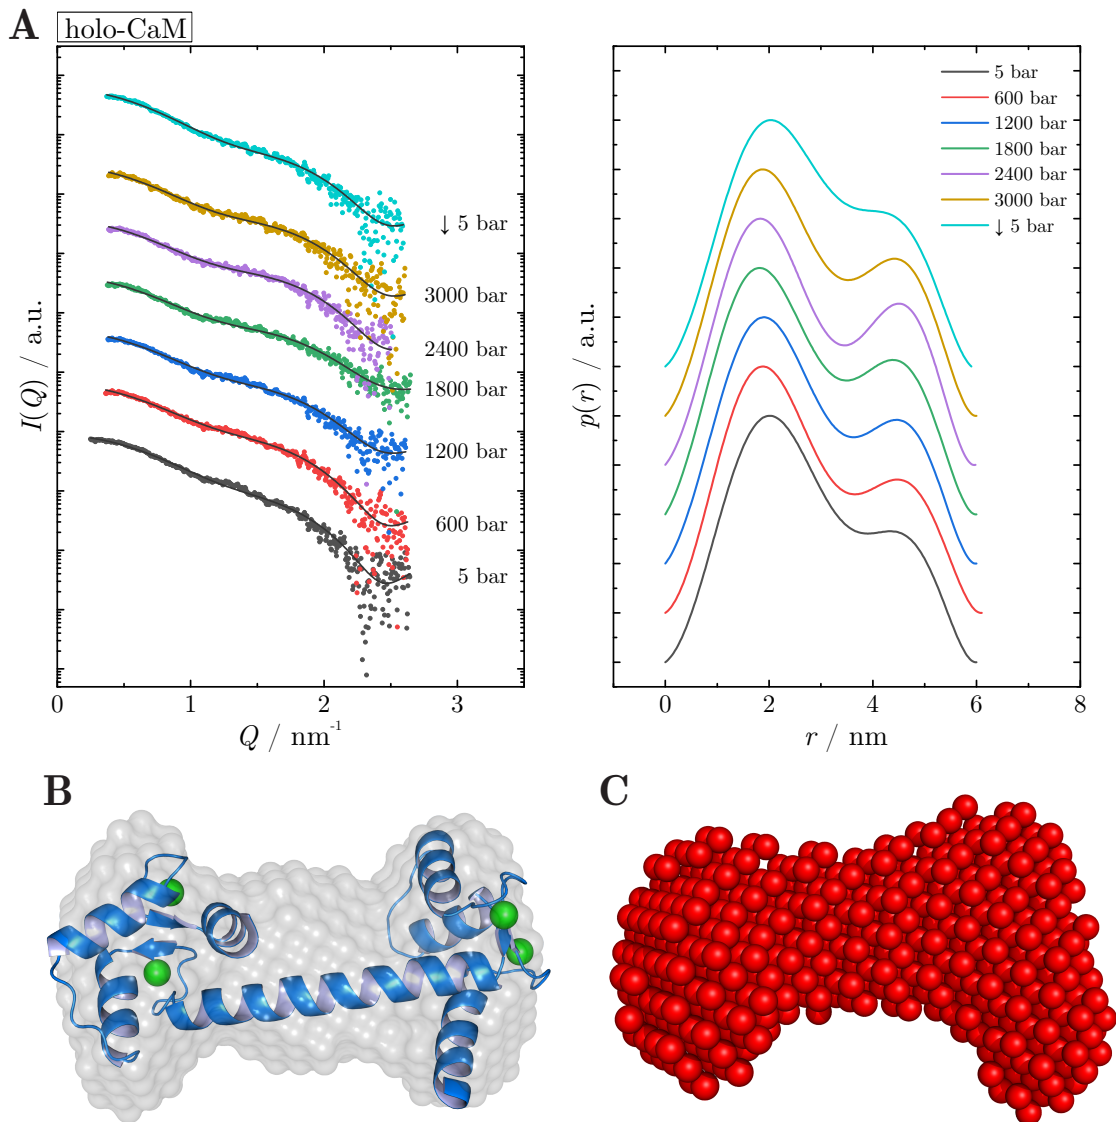 A
holo-CaM
I(Q) / a.u.
↓ 5 bar
3000 bar
2400 bar
1800 bar
1200 bar
600 bar
5 bar
0 1 2 3
Q / nm⁻¹
p(r) / a.u.
5 bar
600 bar
1200 bar
1800 bar
2400 bar
3000 bar
↓ 5 bar
0 2 4 6 8
r / nm
B
C